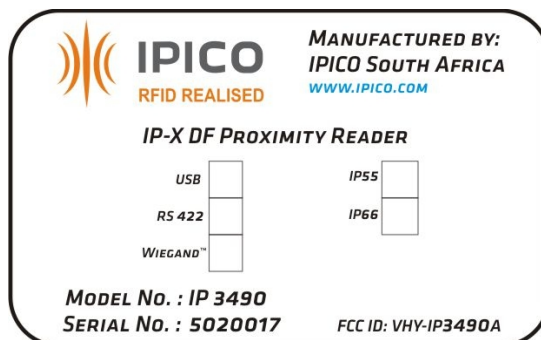 IPICO
RFID REALISED
MANUFACTURED BY:
IPICO SOUTH AFRICA
WWW.IPICO.COM
IP-X DF PROXIMITY READER
USB
RS 422
WIEGAND™
IP55
IP66
MODEL NO. : IP 3490
SERIAL NO. : 5020017
FCC ID: VHY-IP3490A